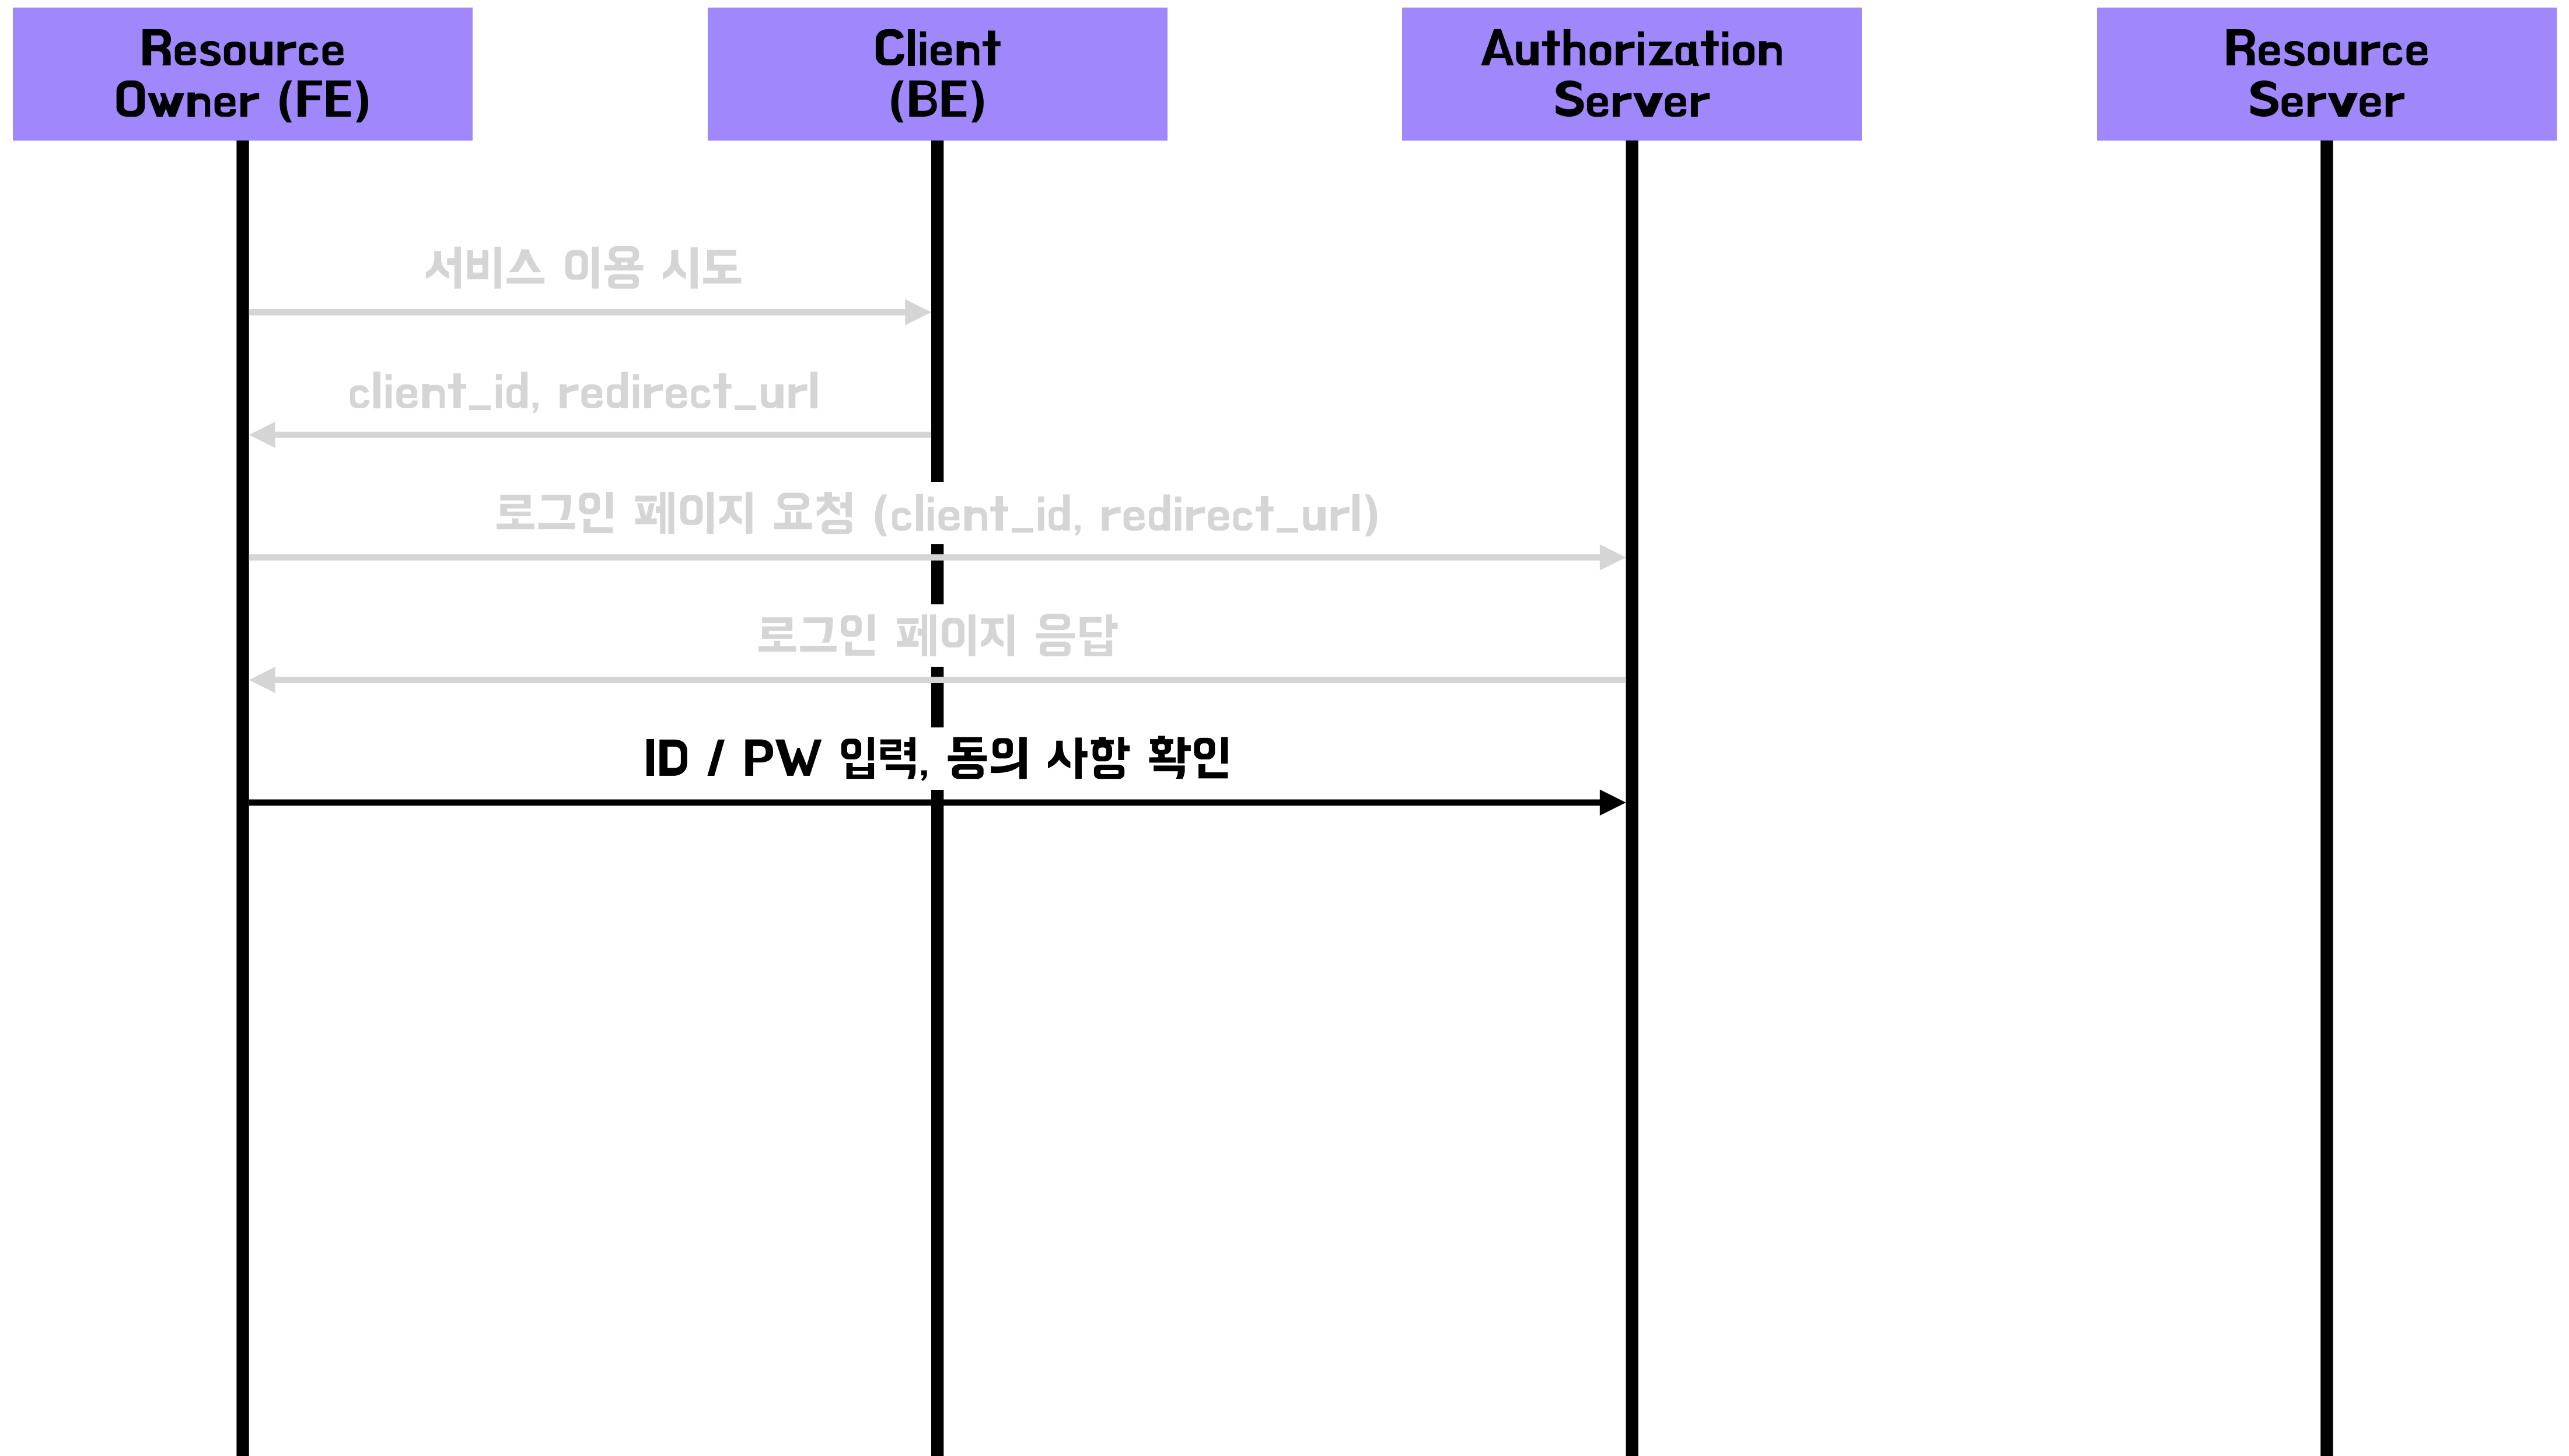 Resource
Owner (FE)
Client
(BE)
Authorization
Server
Resource
Server
서비스 이용 시도
client_id, redirect_url
로그인 페이지 요청 (client_id, redirect_url)
로그인 페이지 응답
ID / PW 입력, 동의 사항 확인